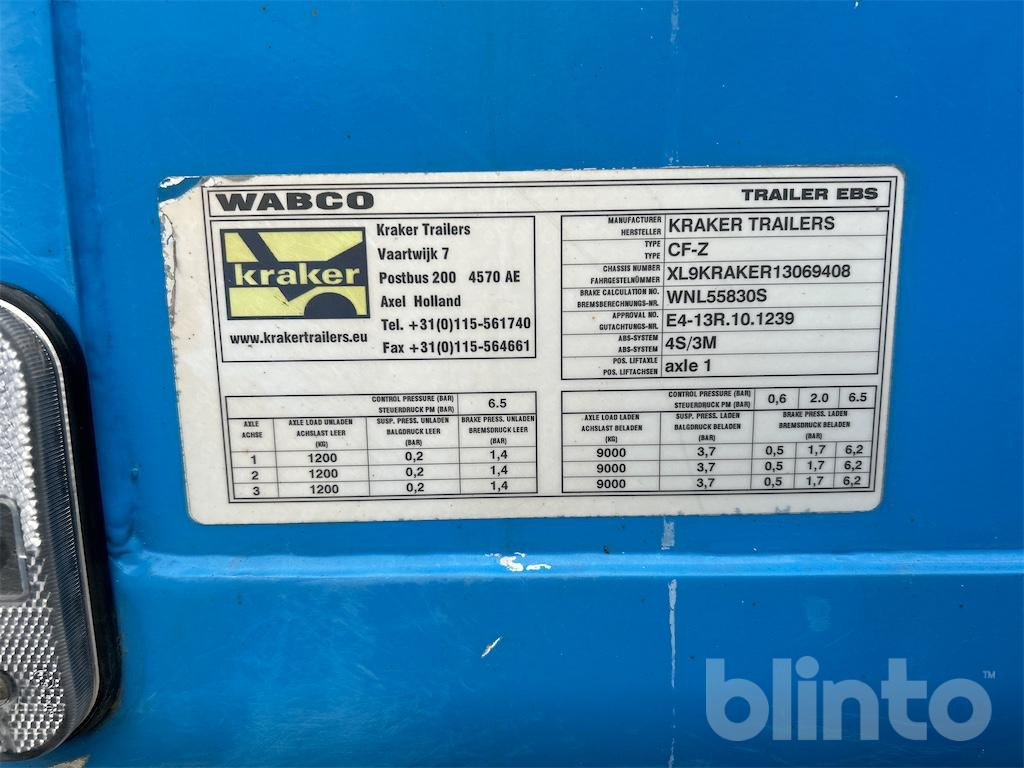 WABCO TRAILER EBS
kraker
www.krakertrailers.eu
Kraker Trailers
Vaartwijk 7
Postbus 200 4570 AE
Axel Holland
Tel. +31(0)115-561740
Fax +31(0)115-564661
MANUFACTURER
HERSTELLER
KRAKER TRAILERS
TYPE
TYPE
CF-Z
CHASSIS NUMBER
FAHRGESTELNÜMMER
XL9KRAKER13069408
BRAKE CALCULATION NO.
BREMSBERECHNUNGS-NR.
WNL55830S
APPROVAL NO.
GUTACHTUNGS-NR.
E4-13R.10.1239
ABS-SYSTEM
ABS-SYSTEM
4S/3M
POS. LIFTAXLE
POS. LIFTACHSEN
axle 1
CONTROL PRESSURE (BAR)
STEUERDRUCK PM (BAR)
6.5
AXLE
ACHSE
AXLE LOAD UNLADEN
ACHSLAST LEER
(KG)
SUSP. PRESS. UNLADEN
BALGDRUCK LEER
(BAR)
BRAKE PRESS. UNLADEN
BREMSDRUCK LEER
(BAR)
1 1200 0,2 1,4
2 1200 0,2 1,4
3 1200 0,2 1,4
CONTROL PRESSURE (BAR)
STEUERDRUCK PM (BAR)
0,6 2.0 6.5
AXLE LOAD LADEN
ACHSLAST BELADEN
(KG)
SUSP. PRESS. LADEN
BALGDRUCK BELADEN
(BAR)
BRAKE PRESS. LADEN
BREMSDRUCK BELADEN
(BAR)
9000 3,7 0,5 1,7 6,2
9000 3,7 0,5 1,7 6,2
9000 3,7 0,5 1,7 6,2
blinto™